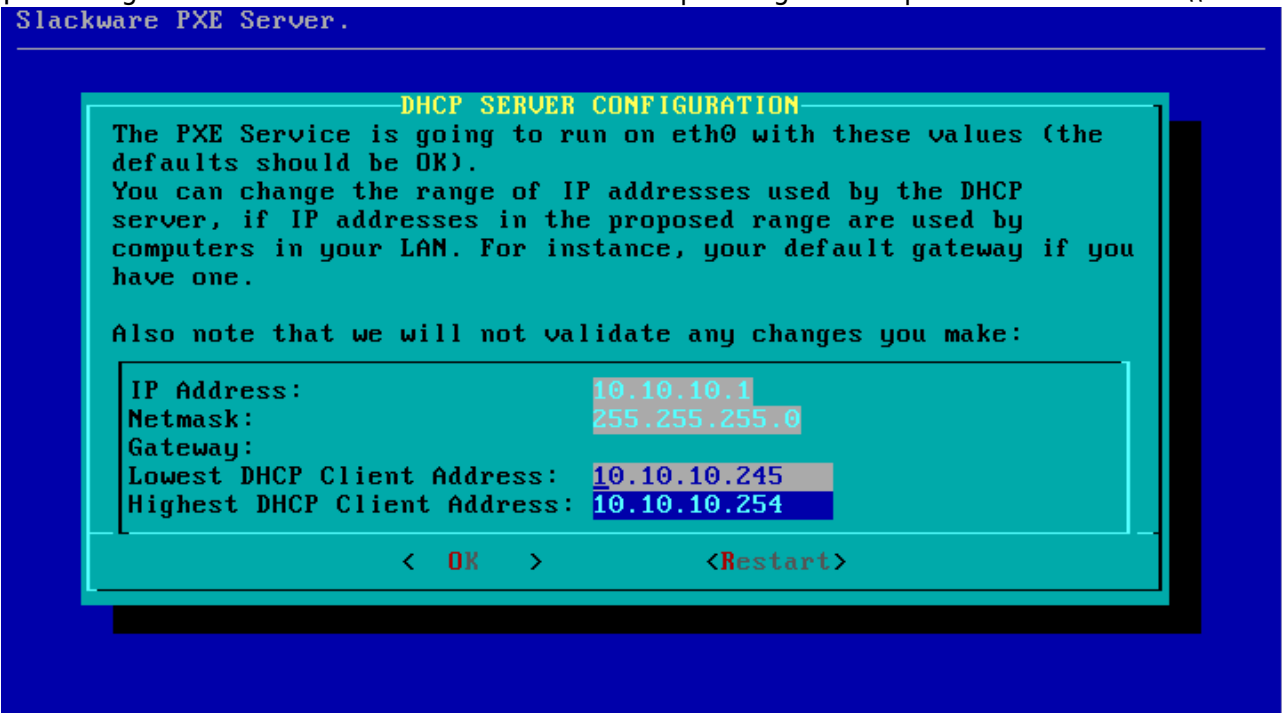 Slackware PXE Server.
DHCP SERVER CONFIGURATION
The PXE Service is going to run on eth0 with these values (the
defaults should be OK).
You can change the range of IP addresses used by the DHCP
server, if IP addresses in the proposed range are used by
computers in your LAN. For instance, your default gateway if you
have one.
Also note that we will not validate any changes you make:
IP Address: 10.10.10.1
Netmask: 255.255.255.0
Gateway:
Lowest DHCP Client Address: 10.10.10.245
Highest DHCP Client Address: 10.10.10.254
< OK > <Restart>